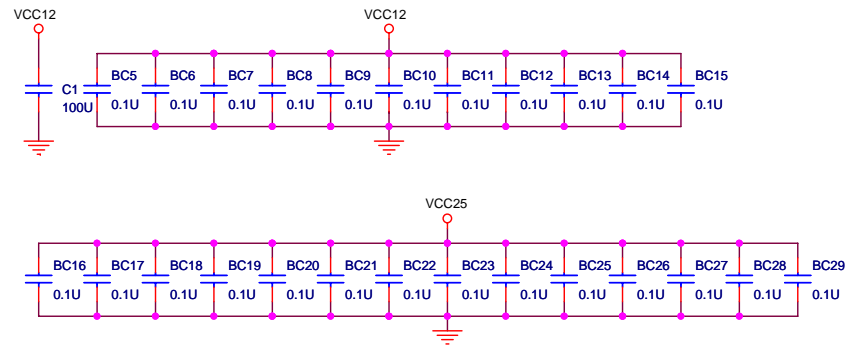 VCC12 VCC12
BC5 BC6 BC7 BC8 BC9 BC10 BC11 BC12 BC13 BC14 BC15
C1
0.1U 0.1U 0.1U 0.1U 0.1U 0.1U 0.1U 0.1U 0.1U 0.1U 0.1U
100U
VCC25
BC16 BC17 BC18 BC19 BC20 BC21 BC22 BC23 BC24 BC25 BC26 BC27 BC28 BC29
0.1U 0.1U 0.1U 0.1U 0.1U 0.1U 0.1U 0.1U 0.1U 0.1U 0.1U 0.1U 0.1U 0.1U